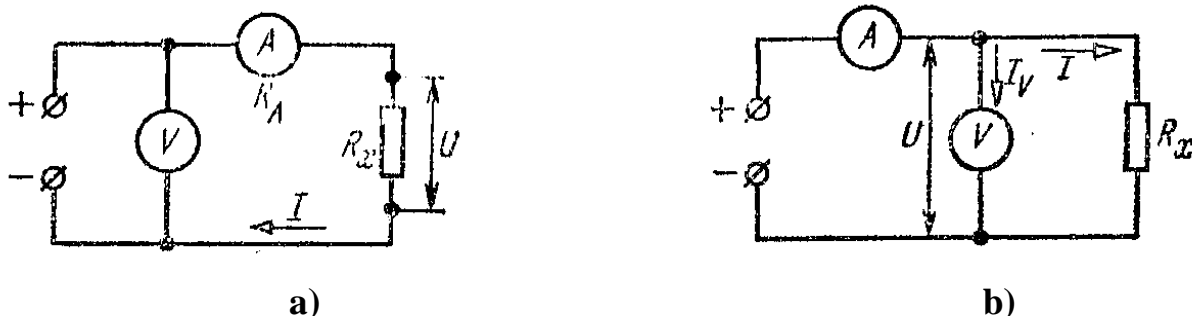 A
R_A
+
-
V
R_x
U
I
a)
A
I_V
I
+
-
U
V
R_x
b)